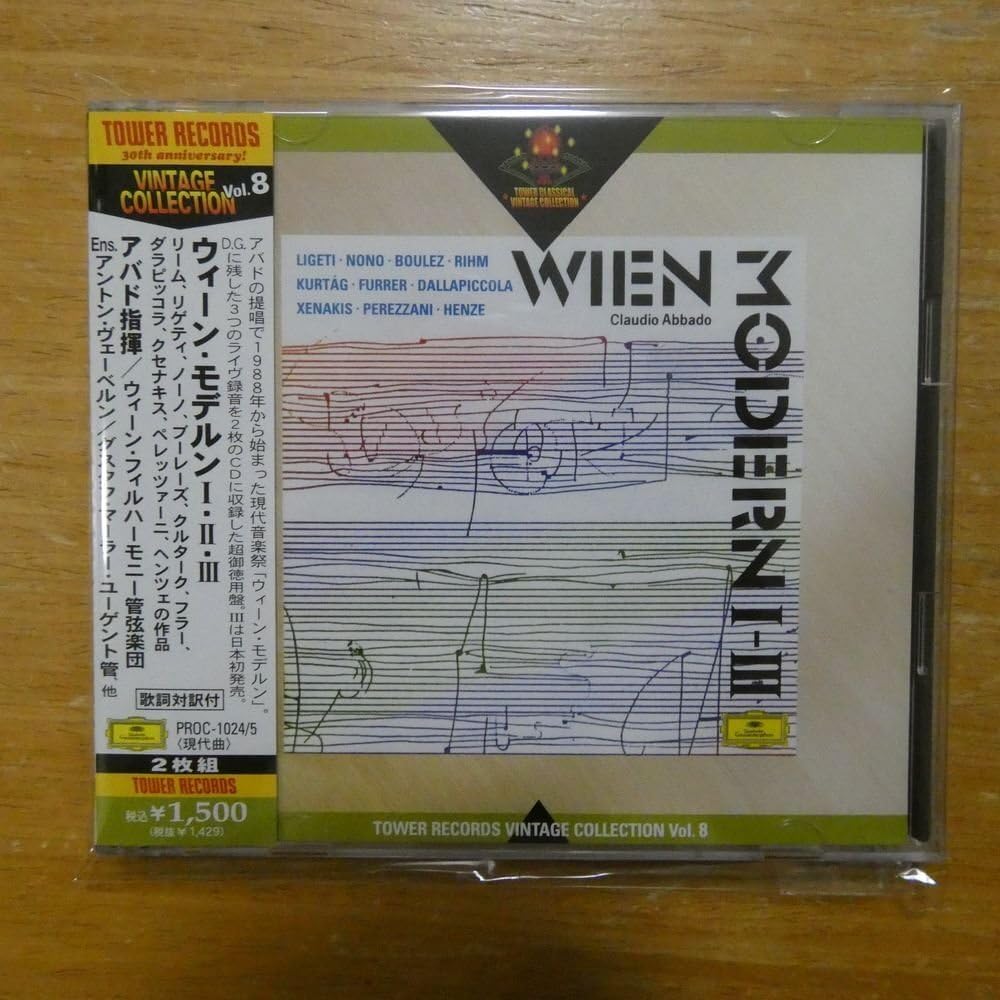 TOWER RECORDS
30th anniversary!
VINTAGE
COLLECTION Vol.8
アバドの提唱で1988年から始まった現代音楽祭「ウィーン・モデルン」。
D.G.に残した3つのライヴ録音を2枚のCDに収録した超御徳用盤。Ⅲは日本初発売。
ウィーン・モデルンⅠ・Ⅱ・Ⅲ
リーム、リゲティ、ノーノ、ブーレーズ、クルターク、フラー、
ダラピッコラ、クセナキス、ペレッツァーニ、ヘンツェの作品
アバド指揮/ウィーン・フィルハーモニー管弦楽団
Ens.アントン・ヴェーベルン/グスタフ・マーラー・ユーゲント管、他
歌詞対訳付
PROC-1024/5
〈現代曲〉
2枚組
TOWER RECORDS
税込¥1,500
(税抜¥1,429)
TOWER CLASSICAL
VINTAGE COLLECTION
LIGETI · NONO · BOULEZ · RIHM
KURTÁG · FURRER · DALLAPICCOLA
XENAKIS · PEREZZANI · HENZE
WIEN
MODERN I-III
Claudio Abbado
Deutsche
Grammophon
TOWER RECORDS VINTAGE COLLECTION Vol. 8